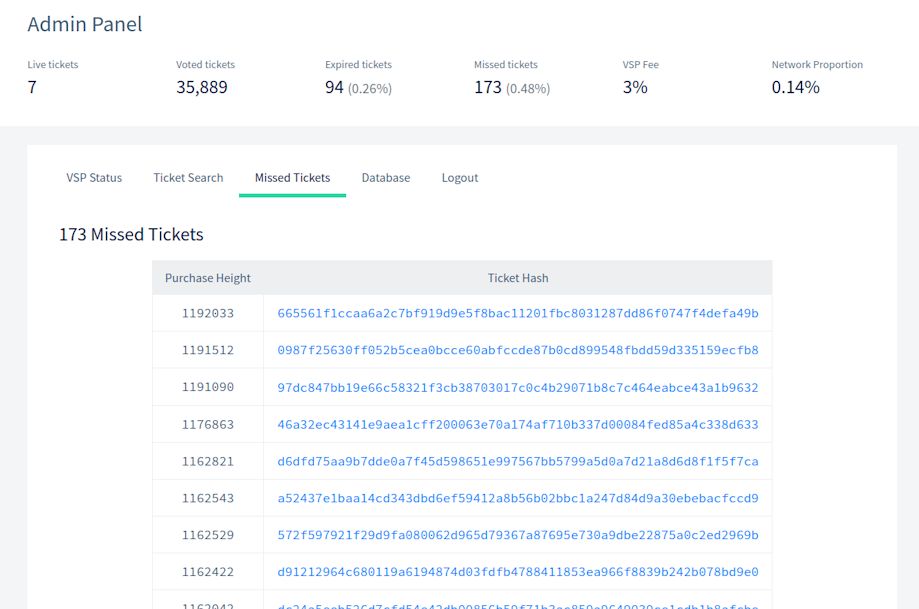 Admin Panel
Live tickets Voted tickets Expired tickets Missed tickets VSP Fee Network Proportion
7 35,889 94 (0.26%) 173 (0.48%) 3% 0.14%
VSP Status Ticket Search Missed Tickets Database Logout
173 Missed Tickets
Purchase Height Ticket Hash
1192033 665561f1ccaa6a2c7bf919d9e5f8bac11201fbc8031287dd86f0747f4defa49b
1191512 0987f25630ff052b5cea0bcce60abfccde87b0cd899548fbdd59d335159ecfb8
1191090 97dc847bb19e66c58321f3cb38703017c0c4b29071b8c7c464eabce43a1b9632
1176863 46a32ec43141e9aea1cff200063e70a174af710b337d00084fed85a4c338d633
1162821 d6dfd75aa9b7dde0a7f45d598651e997567bb5799a5d0a7d21a8d6d8f1f5f7ca
1162543 a52437e1baa14cd343dbd6ef59412a8b56b02bbc1a247d84d9a30ebebacfccd9
1162529 572f597921f29d9fa080062d965d79367a87695e730a9dbe22875a0c2ed2969b
1162422 d91212964c680119a6194874d03fdfb4788411853ea966f8839b242b078bd9e0